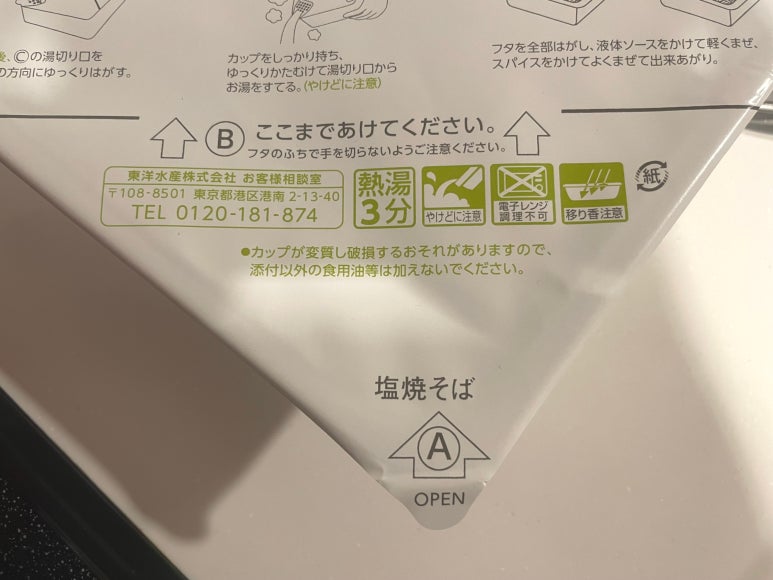 後、Ⓒの湯切り口を
の方向にゆっくりはがす。
カップをしっかり持ち、
ゆっくりかたむけて湯切り口から
お湯をすてる。(やけどに注意)
フタを全部はがし、液体ソースをかけて軽くまぜ、
スパイスをかけてよくまぜて出来あがり。
Ⓑ ここまであけてください。
フタのふちで手を切らないようご注意ください。
東洋水産株式会社 お客様相談室
〒108-8501 東京都港区港南2-13-40
TEL 0120-181-874
熱湯
3分
やけどに注意
電子レンジ
調理不可
移り香注意
紙
●カップが変質し破損するおそれがありますので、
添付以外の食用油等は加えないでください。
塩焼そば
Ⓐ
OPEN